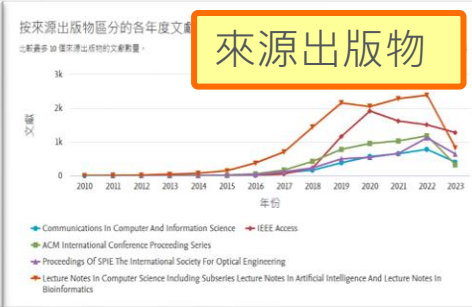 按來源出版物區分的各年度文獻
來源出版物
比較最多 10 個來源出版物的文獻數量。
3k
2k
1k
0
文獻
2010 2011 2012 2013 2014 2015 2016 2017 2018 2019 2020 2021 2022 2023
年份
Communications In Computer And Information Science IEEE Access
ACM International Conference Proceeding Series
Proceedings Of SPIE The International Society For Optical Engineering
Lecture Notes In Computer Science Including Subseries Lecture Notes In Artificial Intelligence And Lecture Notes In
Bioinformatics